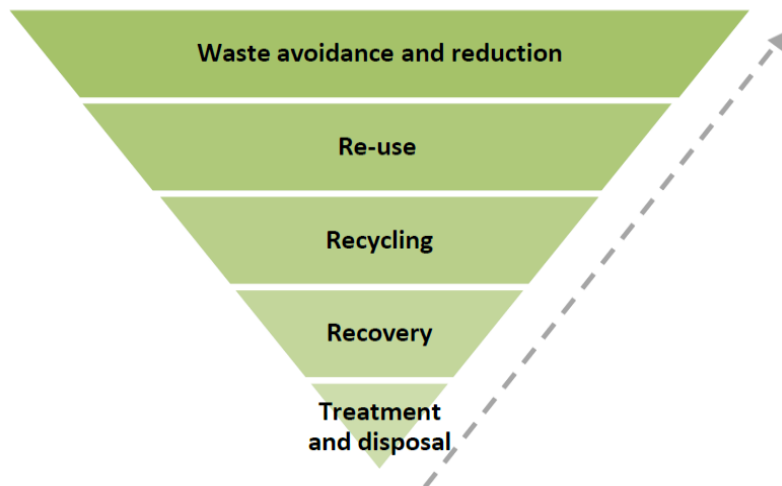 Waste avoidance and reduction
Re-use
Recycling
Recovery
Treatment
and disposal